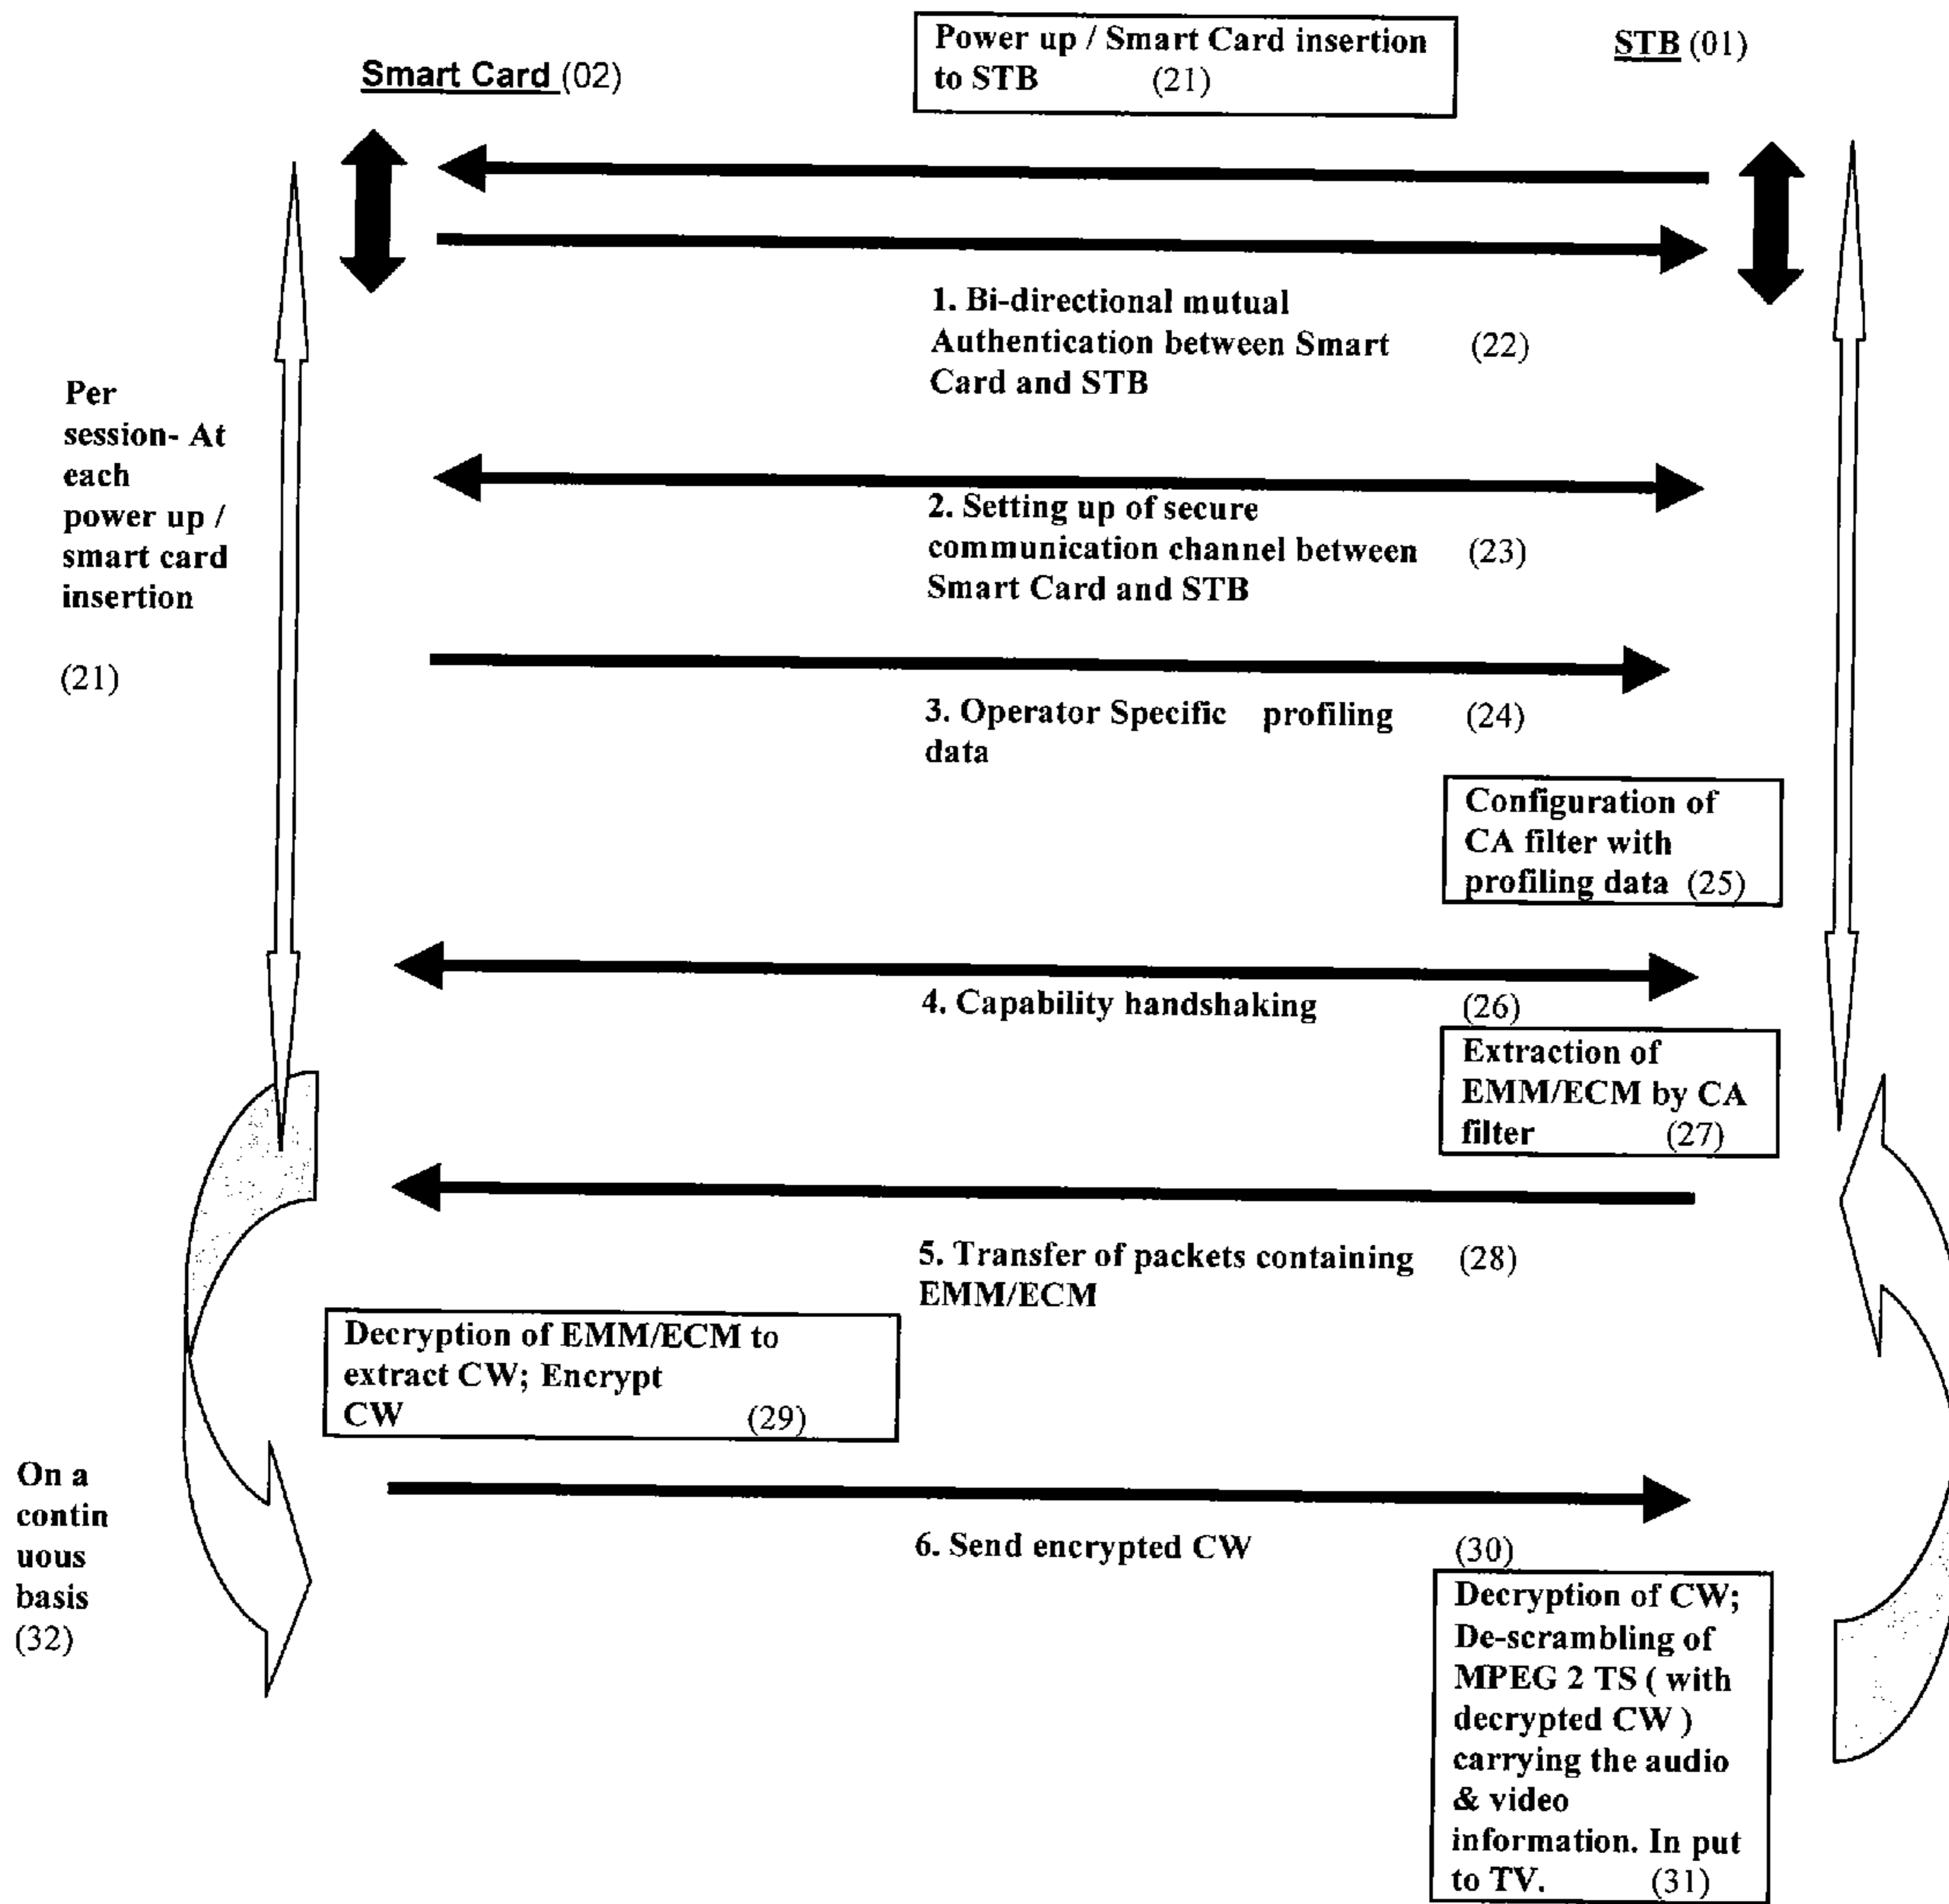 Power up / Smart Card insertion
to STB (21)
STB (01)
Smart Card (02)
1. Bi-directional mutual
Authentication between Smart (22)
Card and STB
Per
session- At
each
power up /
smart card
insertion
(21)
2. Setting up of secure
communication channel between (23)
Smart Card and STB
3. Operator Specific profiling (24)
data
Configuration of
CA filter with
profiling data (25)
4. Capability handshaking (26)
Extraction of
EMM/ECM by CA
filter (27)
5. Transfer of packets containing (28)
EMM/ECM
Decryption of EMM/ECM to
extract CW; Encrypt
CW (29)
On a
contin
uous
basis
(32)
6. Send encrypted CW (30)
Decryption of CW;
De-scrambling of
MPEG 2 TS ( with
decrypted CW )
carrying the audio
& video
information. In put
to TV. (31)